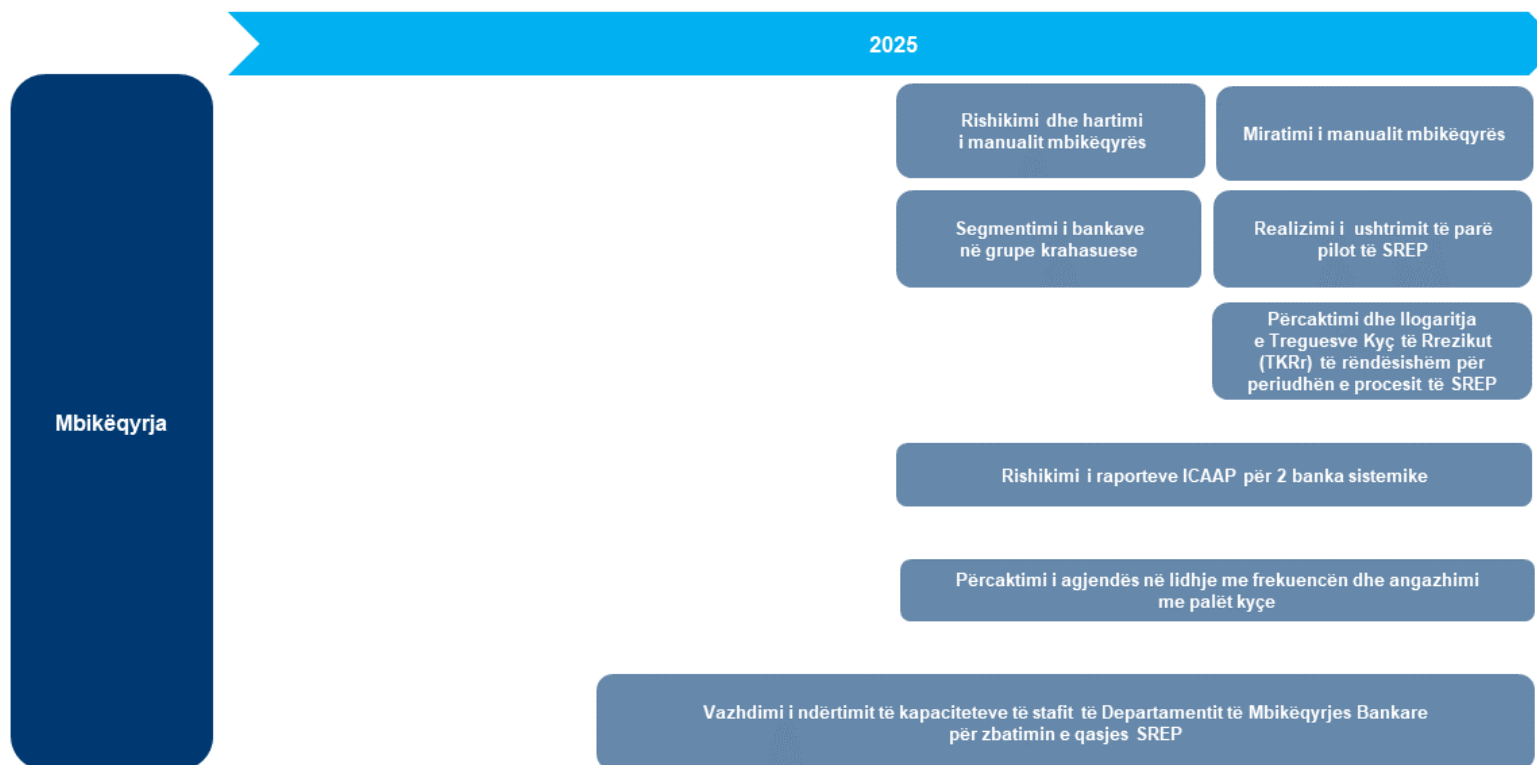 2025
Mbikëqyrja
Rishikimi dhe hartimi
i manualit mbikëqyrës
Miratimi i manualit mbikëqyrës
Segmentimi i bankave
në grupe krahasuese
Realizimi i ushtrimit të parë
pilot të SREP
Përcaktimi dhe llogaritja
e Treguesve Kyç të Rrezikut
(TKRr) të rëndësishëm për
periudhën e procesit të SREP
Rishikimi i raporteve ICAAP për 2 banka sistemike
Përcaktimi i agjendës në lidhje me frekuencën dhe angazhimi
me palët kyçe
Vazhdimi i ndërtimit të kapaciteteve të stafit të Departamentit të Mbikëqyrjes Bankare
për zbatimin e qasjes SREP